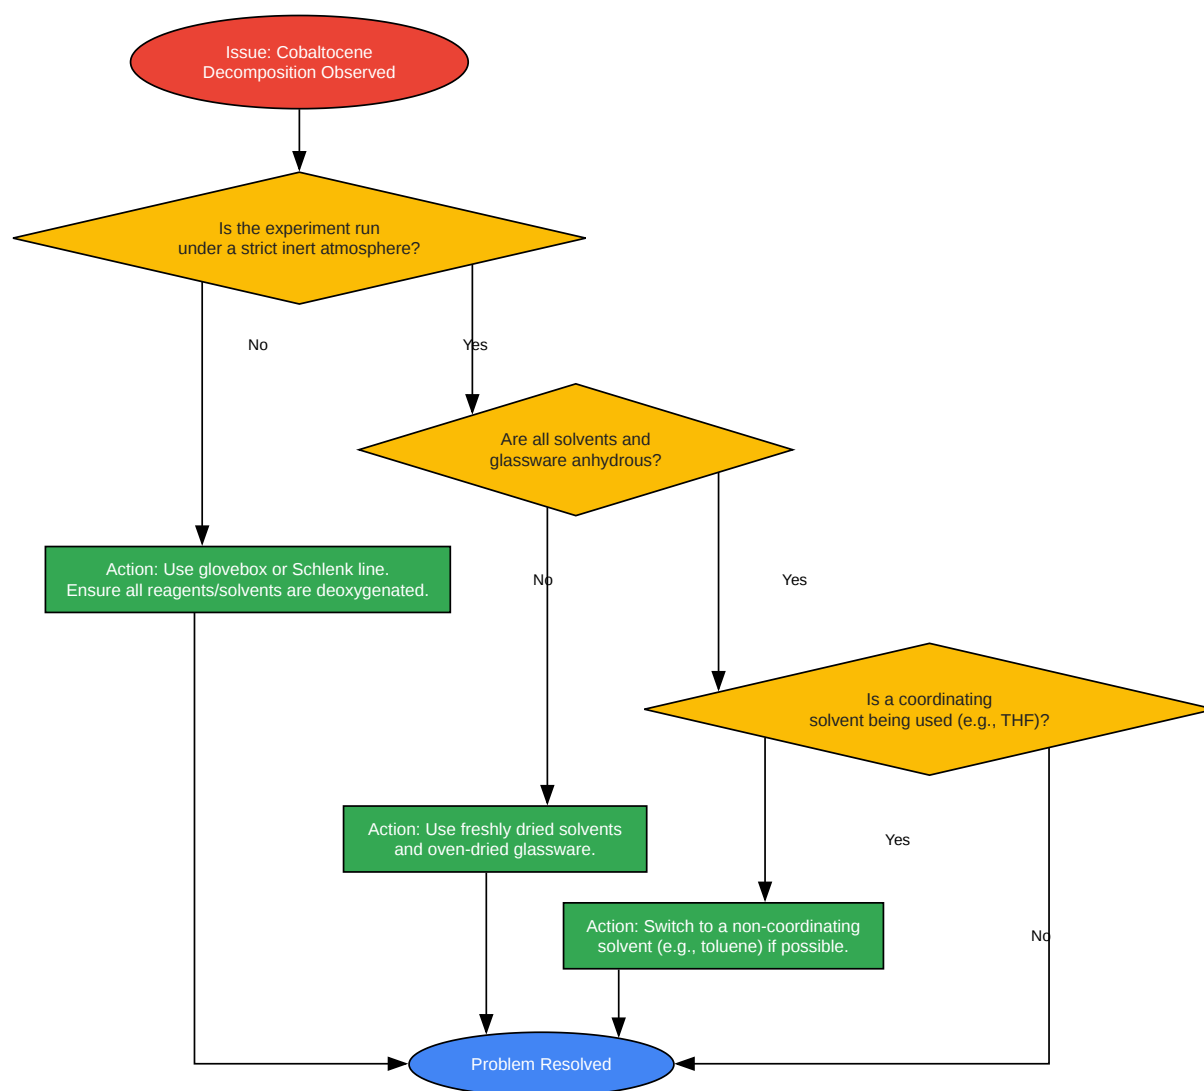 Issue: Cobaltocene
Decomposition Observed
Is the experiment run
under a strict inert atmosphere?
No
Yes
Are all solvents and
glassware anhydrous?
Action: Use glovebox or Schlenk line.
Ensure all reagents/solvents are deoxygenated.
No
Yes
Is a coordinating
solvent being used (e.g., THF)?
Action: Use freshly dried solvents
and oven-dried glassware.
Yes
Action: Switch to a non-coordinating
solvent (e.g., toluene) if possible.
No
Problem Resolved